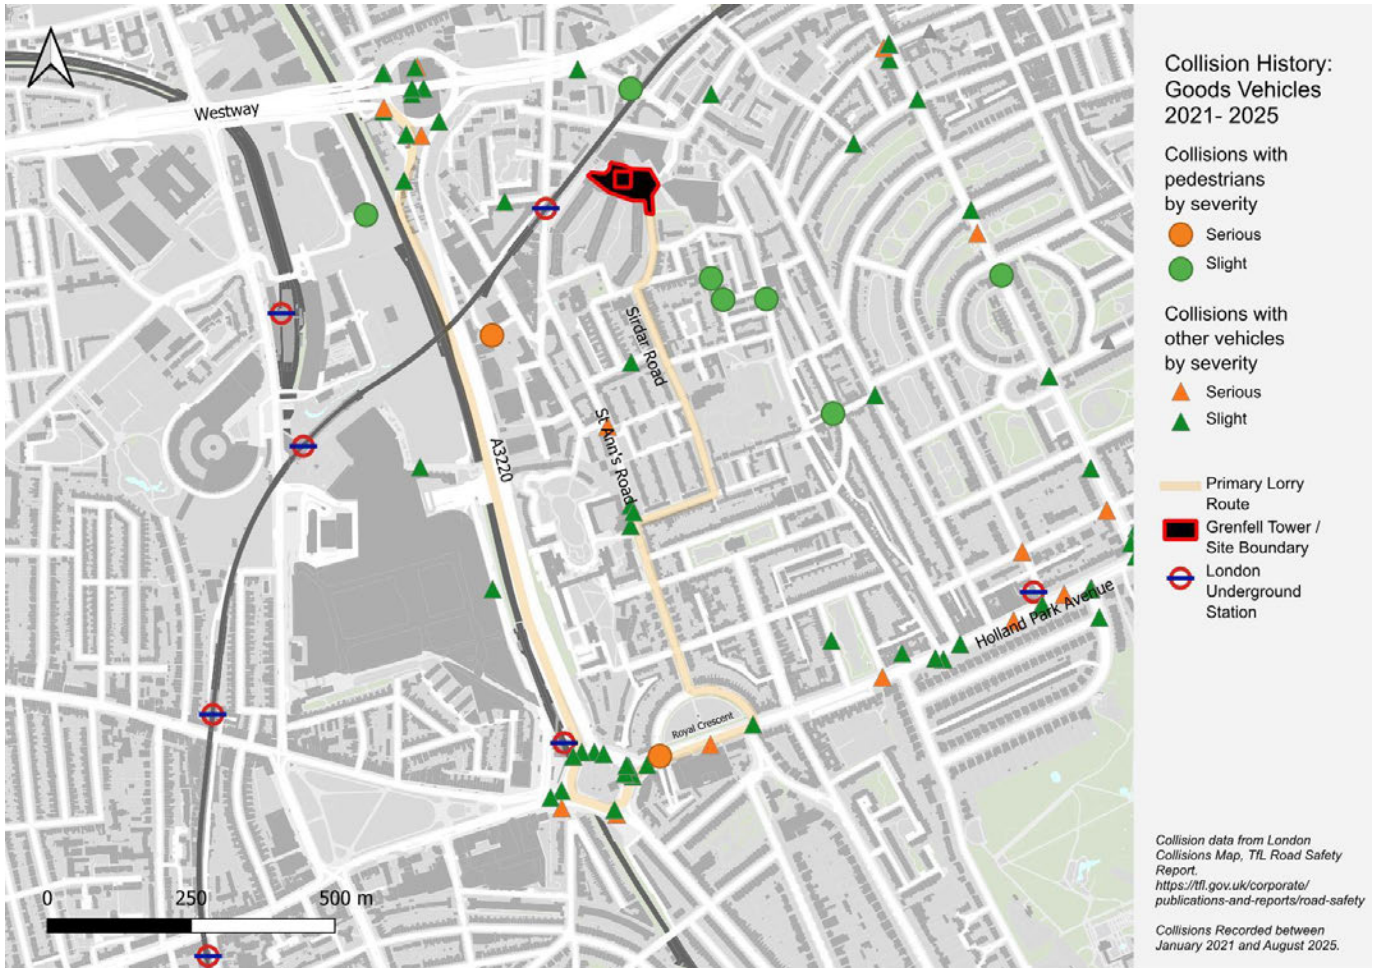 Westway
Sirdar Road
St Ann's Road
A3220
Holland Park Avenue
Royal Crescent
0 250 500 m
Collision History:
Goods Vehicles
2021- 2025
Collisions with
pedestrians
by severity
Serious
Slight
Collisions with
other vehicles
by severity
Serious
Slight
Primary Lorry
Route
Grenfell Tower /
Site Boundary
London
Underground
Station
Collision data from London
Collisions Map, TfL Road Safety
Report.
https://tfl.gov.uk/corporate/
publications-and-reports/road-safety
Collisions Recorded between
January 2021 and August 2025.